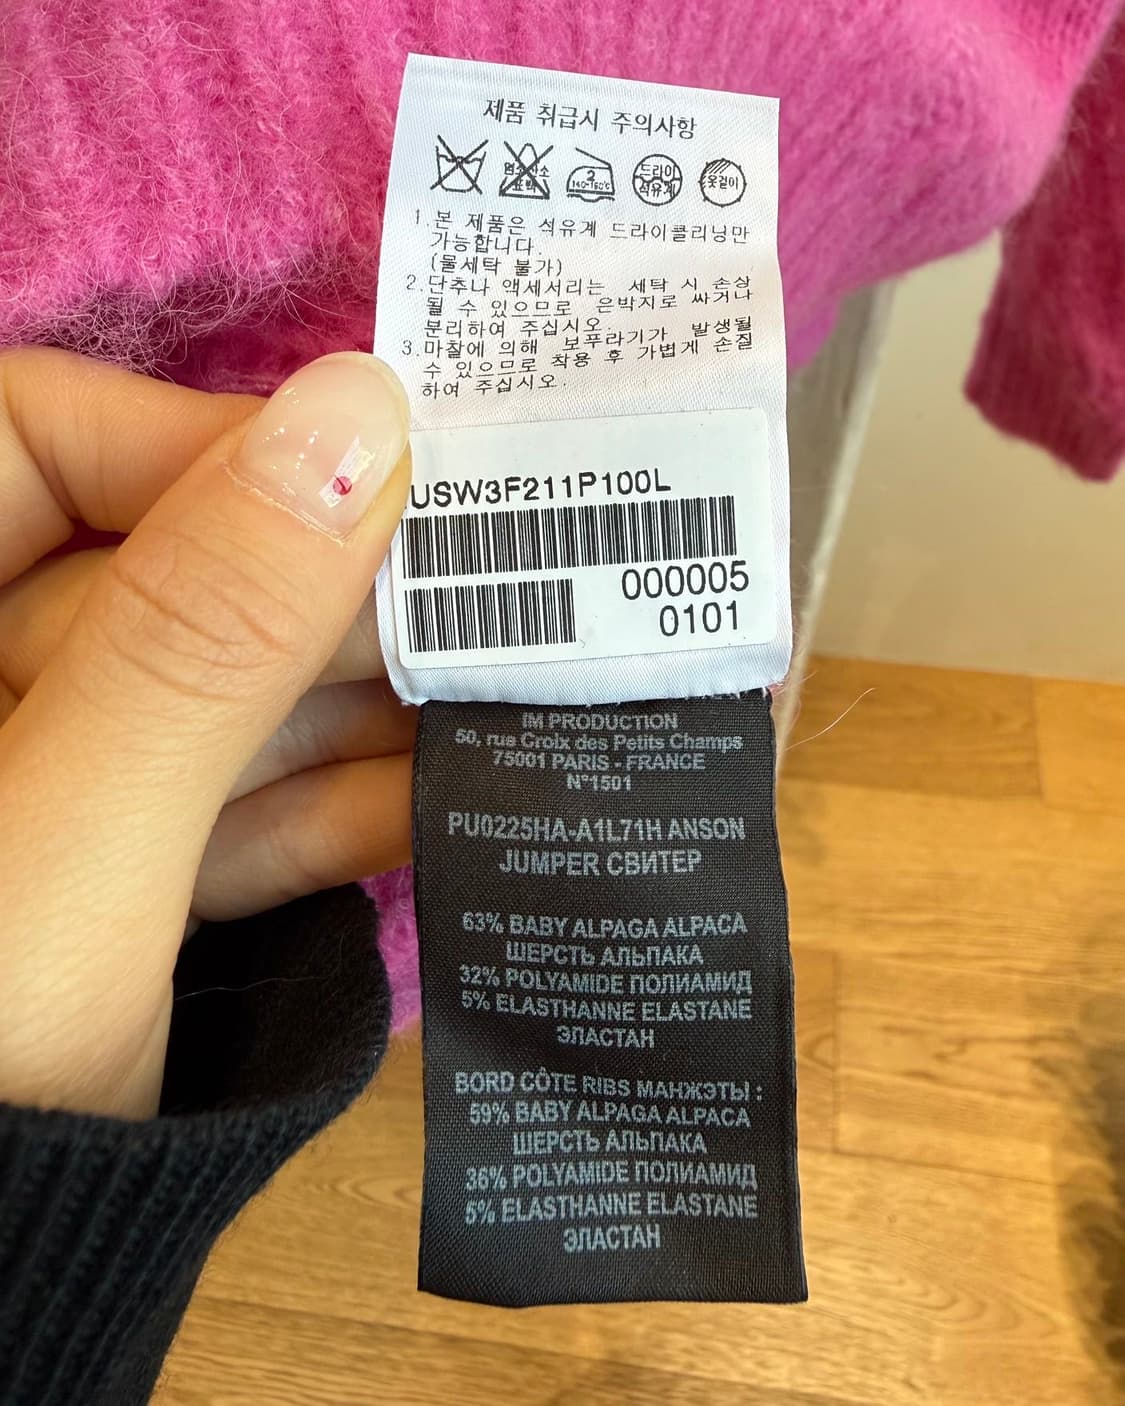 제품 취급시 주의사항
염소산소
표백
2
140~160℃
드라이
석유계
옷걸이
1.본 제품은 석유계 드라이클리닝만
가능합니다.
(물세탁 불가)
2.단추나 액세서리는 세탁 시 손상
될 수 있으므로 은박지로 싸거나
분리하여 주십시오.
3.마찰에 의해 보푸라기가 발생될
수 있으므로 착용 후 가볍게 손질
하여 주십시오.
USW3F211P100L
000005
0101
IM PRODUCTION
50, rue Croix des Petits Champs
75001 PARIS - FRANCE
N°1501
PU0225HA-A1L71H ANSON
JUMPER СВИТЕР
63% BABY ALPAGA ALPACA
ШЕРСТЬ АЛЬПАКА
32% POLYAMIDE ПОЛИАМИД
5% ELASTHANNE ELASTANE
ЭЛАСТАН
BORD CÔTE RIBS МАНЖЭТЫ :
59% BABY ALPAGA ALPACA
ШЕРСТЬ АЛЬПАКА
36% POLYAMIDE ПОЛИАМИД
5% ELASTHANNE ELASTANE
ЭЛАСТАН